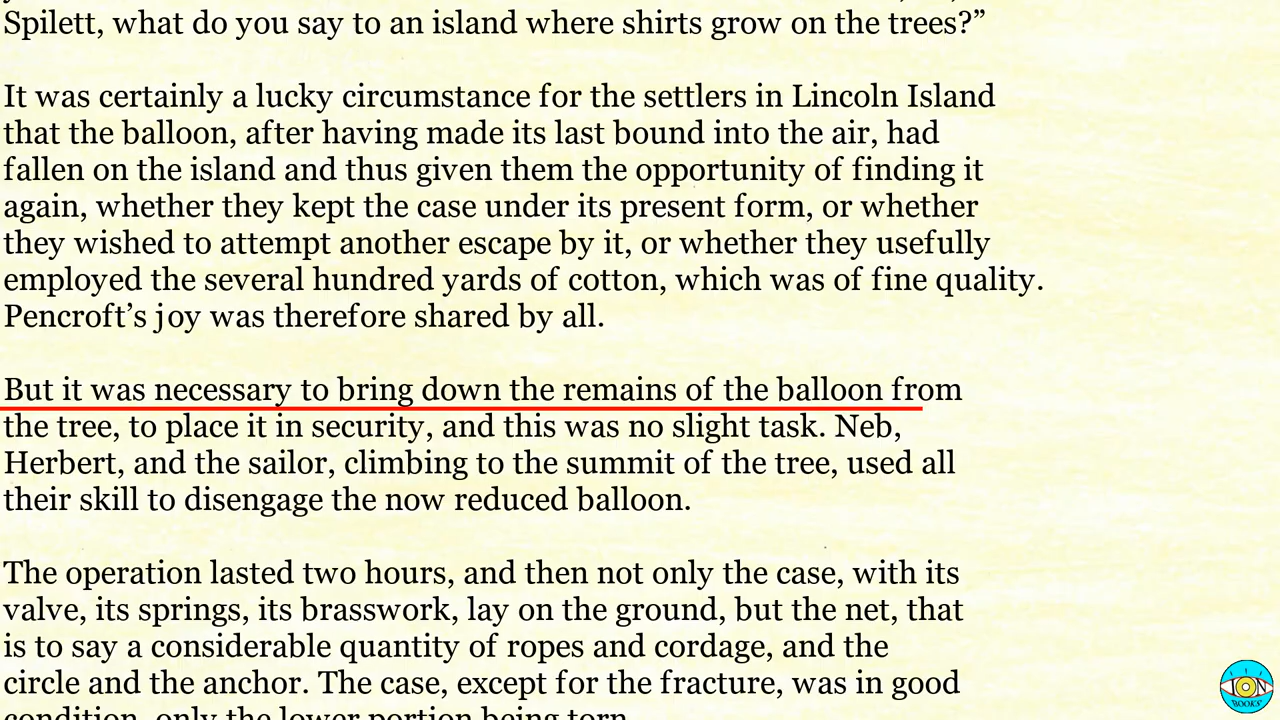 Spilett, what do you say to an island where shirts grow on the trees?”
It was certainly a lucky circumstance for the settlers in Lincoln Island
that the balloon, after having made its last bound into the air, had
fallen on the island and thus given them the opportunity of finding it
again, whether they kept the case under its present form, or whether
they wished to attempt another escape by it, or whether they usefully
employed the several hundred yards of cotton, which was of fine quality.
Pencroft’s joy was therefore shared by all.
But it was necessary to bring down the remains of the balloon from
the tree, to place it in security, and this was no slight task. Neb,
Herbert, and the sailor, climbing to the summit of the tree, used all
their skill to disengage the now reduced balloon.
The operation lasted two hours, and then not only the case, with its
valve, its springs, its brasswork, lay on the ground, but the net, that
is to say a considerable quantity of ropes and cordage, and the
circle and the anchor. The case, except for the fracture, was in good
condition, only the lower portion being torn.
ION
BOOKS